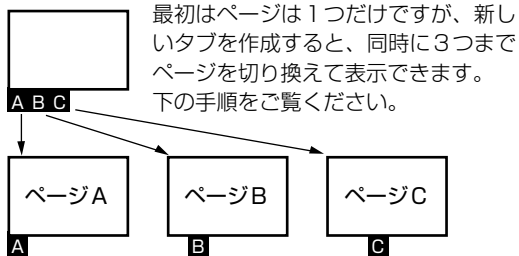 最初はページは１つだけですが、新し
いタブを作成すると、同時に３つまで
ページを切り換えて表示できます。
下の手順をご覧ください。
A B C
ページA
ページB
ページC
A
B
C